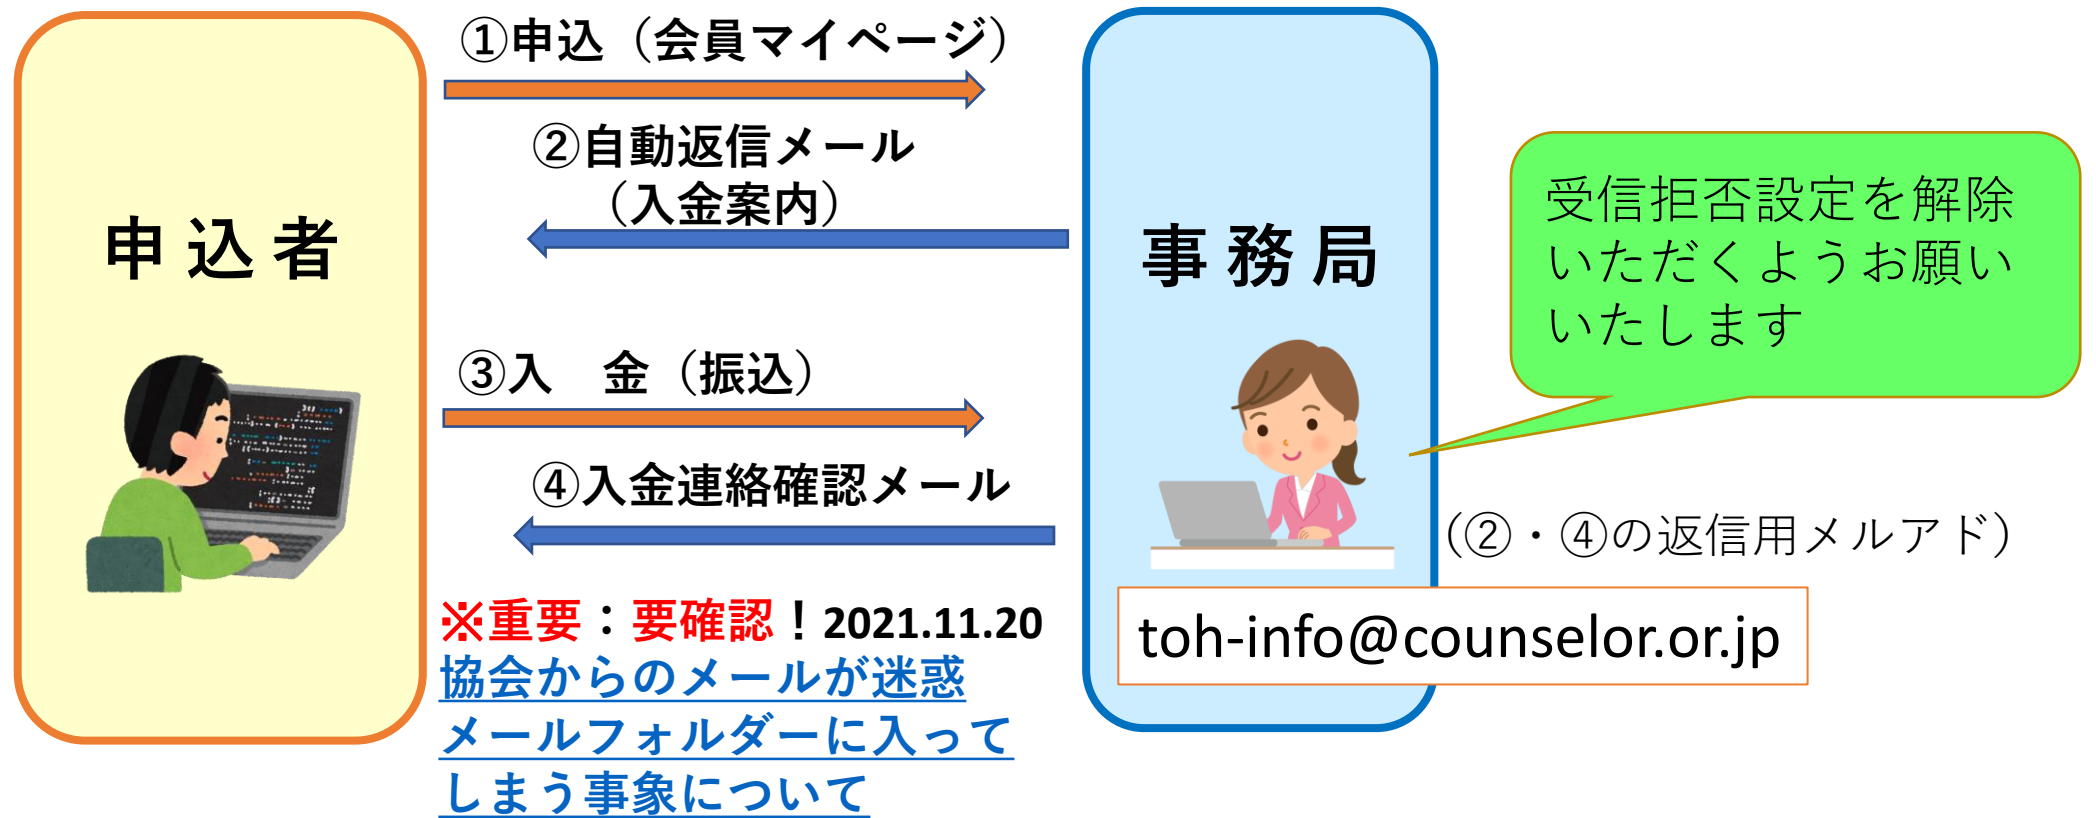 ①申込（会員マイページ）
②自動返信メール
（入金案内）
申込者
事務局
受信拒否設定を解除
いただくようお願い
いたします
③入　金（振込）
④入金連絡確認メール
（②・④の返信用メルアド）
toh-info@counselor.or.jp
※重要：要確認！2021.11.20
協会からのメールが迷惑
メールフォルダーに入って
しまう事象について